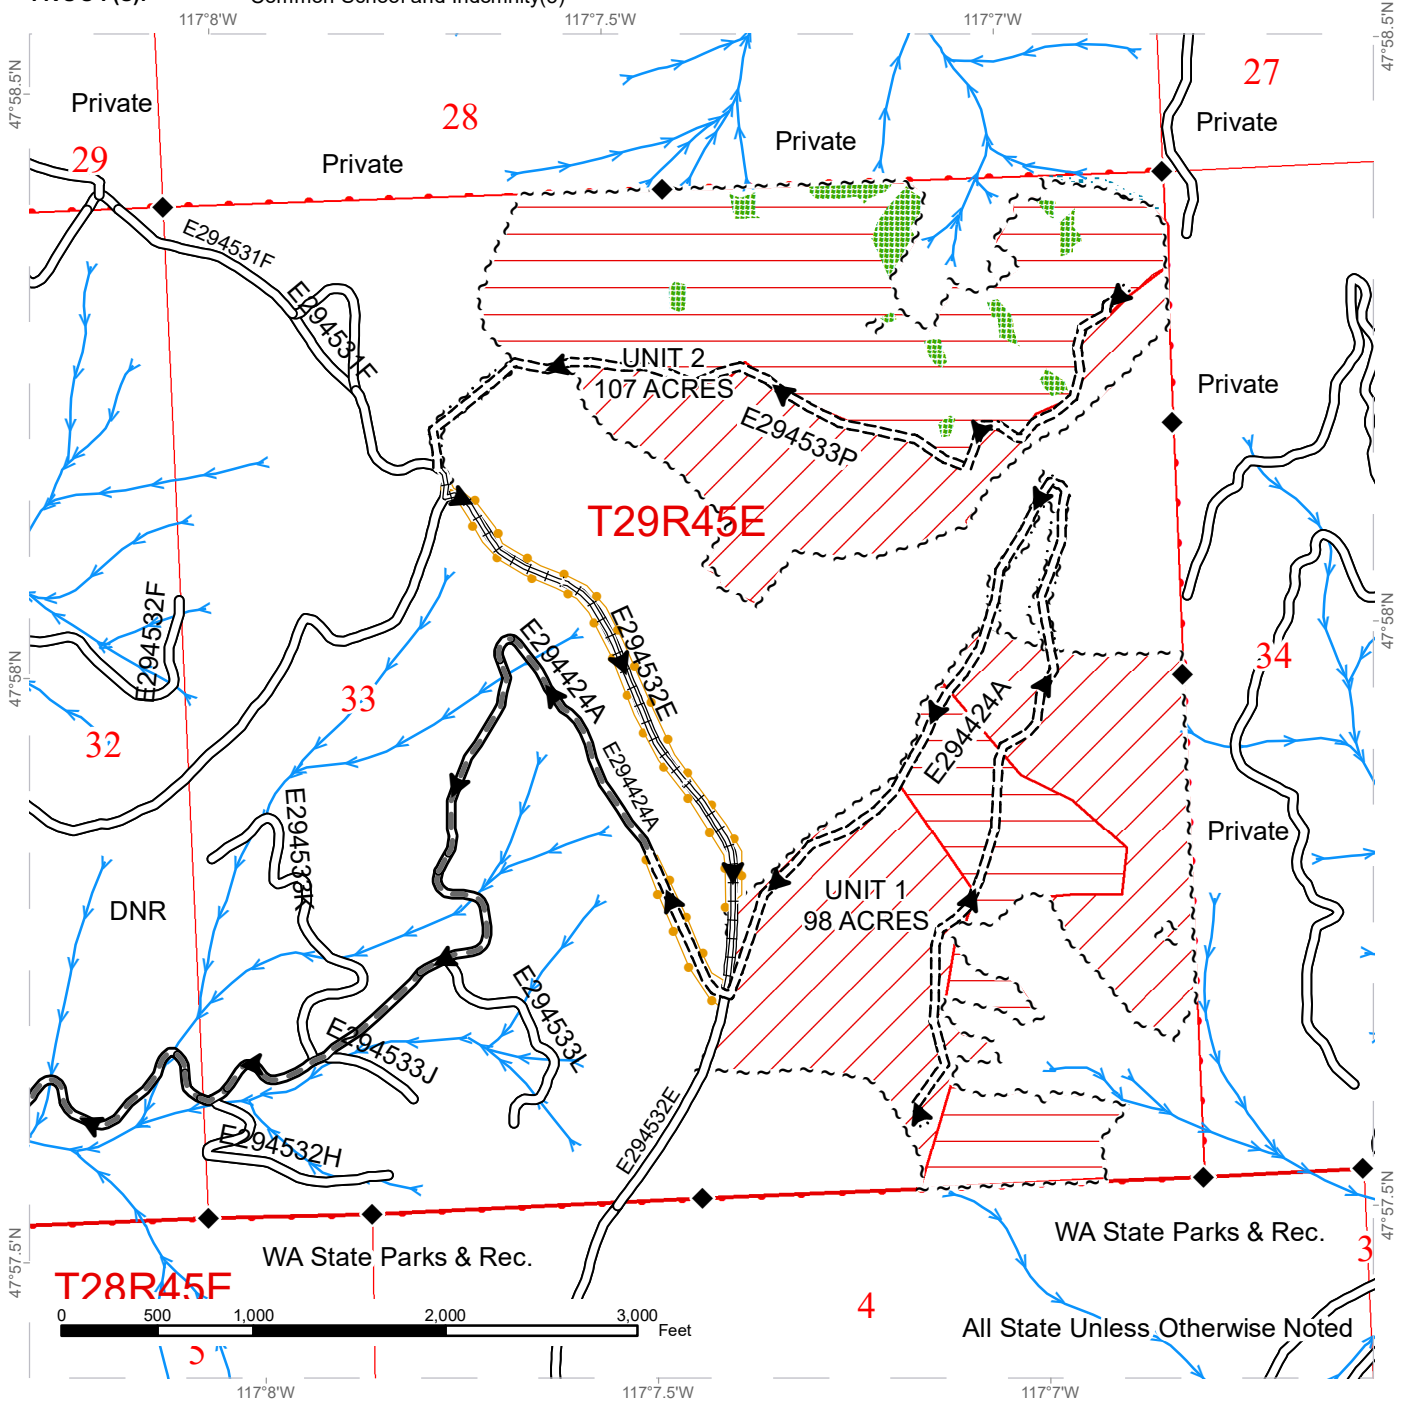 117°8'W
117°7.5'W
117°7'W
47°58.5'N
47°58.5'N
27
Private
28
Private
Private
Private
29
Private
E294531F
E294531F
UNIT 2
107 ACRES
Private
E294533P
T29R45E
E294532F
E294532E
E294424A
47°58'N
47°58'N
34
33
32
E294424A
E294424A
E294533K
Private
UNIT 1
98 ACRES
DNR
E294533L
E294533J
E294532E
E294532H
47°57.5'N
47°57.5'N
WA State Parks & Rec.
WA State Parks & Rec.
3
4
0 500 1,000 2,000 3,000
Feet
All State Unless Otherwise Noted
5
117°8'W
117°7.5'W
117°7'W